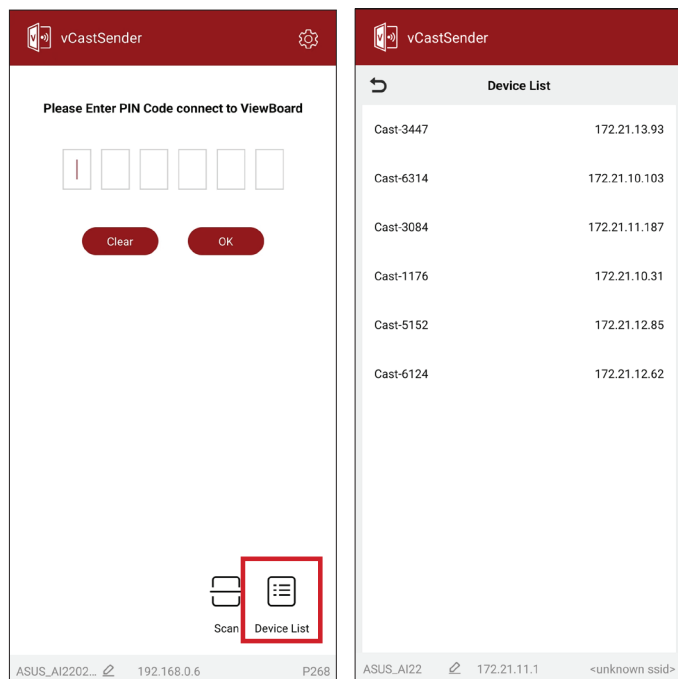 vCastSender
Please Enter PIN Code connect to ViewBoard
Clear
OK
Scan
Device List
ASUS_AI2202...
192.168.0.6
P268
vCastSender
Device List
Cast-3447 172.21.13.93
Cast-6314 172.21.10.103
Cast-3084 172.21.11.187
Cast-1176 172.21.10.31
Cast-5152 172.21.12.85
Cast-6124 172.21.12.62
ASUS_AI22
172.21.11.1
<unknown ssid>